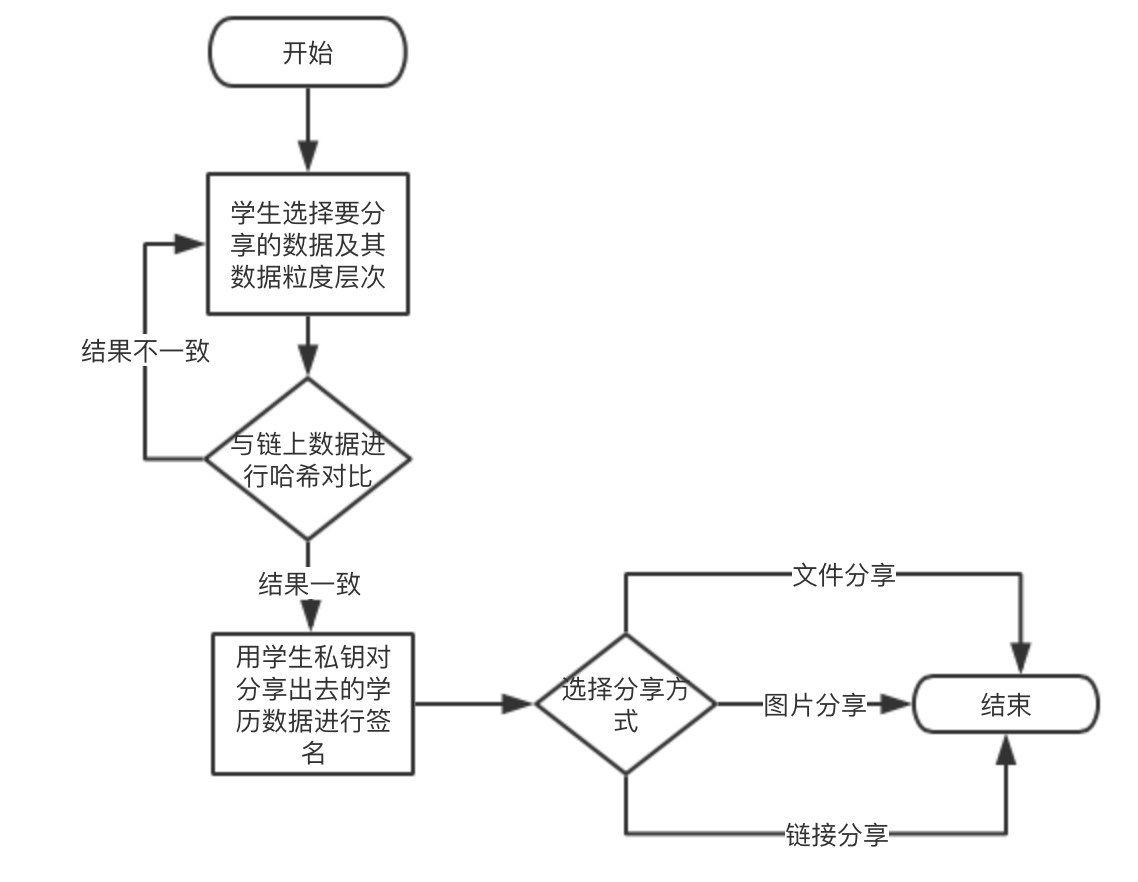 开始
学生选择要分
享的数据及其
数据粒度层次
结果不一致
与链上数据进
行哈希对比
结果一致
用学生私钥对
分享出去的学
历数据进行签
名
选择分享方
式
文件分享
图片分享
链接分享
结束